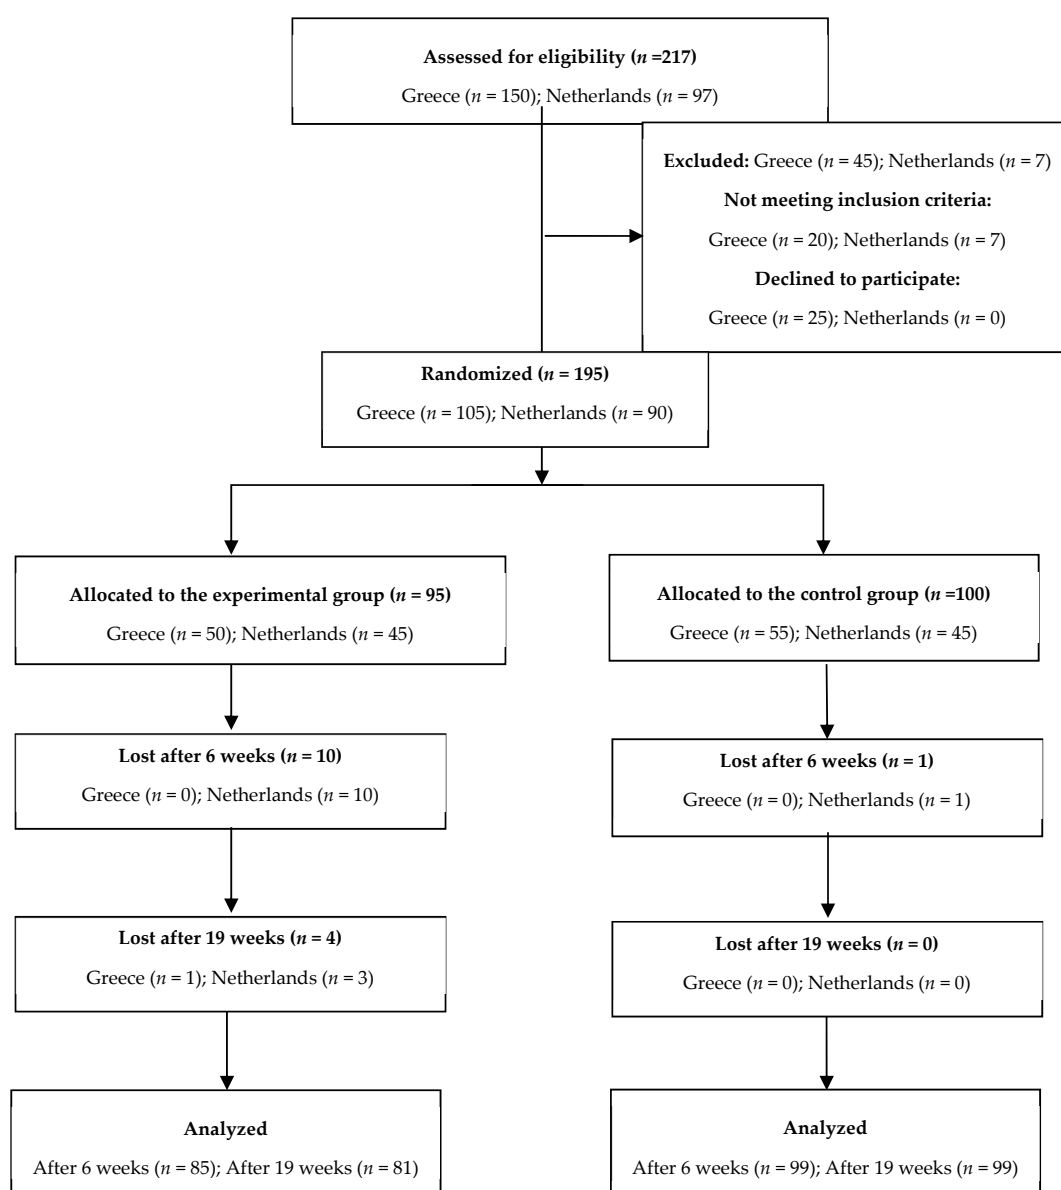 Assessed for eligibility (n =217)
Greece (n = 150); Netherlands (n = 97)
Excluded: Greece (n = 45); Netherlands (n = 7)
Not meeting inclusion criteria:
Greece (n = 20); Netherlands (n = 7)
Declined to participate:
Greece (n = 25); Netherlands (n = 0)
Randomized (n = 195)
Greece (n = 105); Netherlands (n = 90)
Allocated to the experimental group (n = 95)
Greece (n = 50); Netherlands (n = 45)
Allocated to the control group (n =100)
Greece (n = 55); Netherlands (n = 45)
Lost after 6 weeks (n = 10)
Greece (n = 0); Netherlands (n = 10)
Lost after 6 weeks (n = 1)
Greece (n = 0); Netherlands (n = 1)
Lost after 19 weeks (n = 4)
Greece (n = 1); Netherlands (n = 3)
Lost after 19 weeks (n = 0)
Greece (n = 0); Netherlands (n = 0)
Analyzed
After 6 weeks (n = 85); After 19 weeks (n = 81)
Analyzed
After 6 weeks (n = 99); After 19 weeks (n = 99)